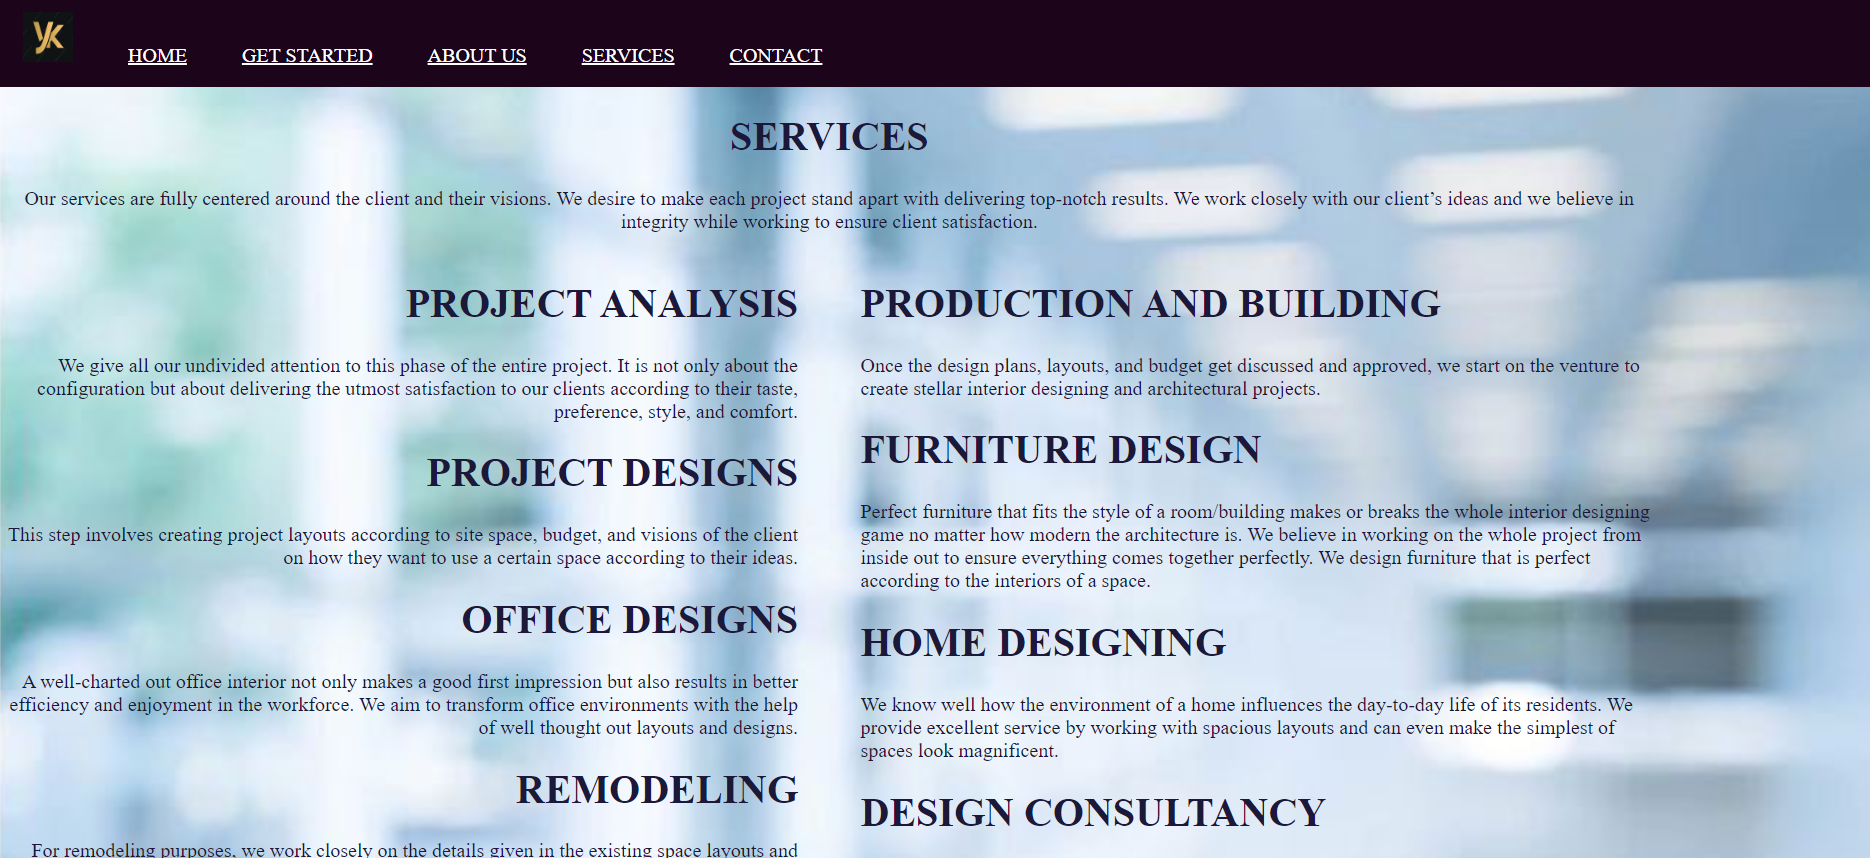 YK
HOME
GET STARTED
ABOUT US
SERVICES
CONTACT
SERVICES
Our services are fully centered around the client and their visions. We desire to make each project stand apart with delivering top-notch results. We work closely with our client’s ideas and we believe in
integrity while working to ensure client satisfaction.
PROJECT ANALYSIS
We give all our undivided attention to this phase of the entire project. It is not only about the
configuration but about delivering the utmost satisfaction to our clients according to their taste,
preference, style, and comfort.
PROJECT DESIGNS
This step involves creating project layouts according to site space, budget, and visions of the client
on how they want to use a certain space according to their ideas.
OFFICE DESIGNS
A well-charted out office interior not only makes a good first impression but also results in better
efficiency and enjoyment in the workforce. We aim to transform office environments with the help
of well thought out layouts and designs.
REMODELING
For remodeling purposes, we work closely on the details given in the existing space layouts and
PRODUCTION AND BUILDING
Once the design plans, layouts, and budget get discussed and approved, we start on the venture to
create stellar interior designing and architectural projects.
FURNITURE DESIGN
Perfect furniture that fits the style of a room/building makes or breaks the whole interior designing
game no matter how modern the architecture is. We believe in working on the whole project from
inside out to ensure everything comes together perfectly. We design furniture that is perfect
according to the interiors of a space.
HOME DESIGNING
We know well how the environment of a home influences the day-to-day life of its residents. We
provide excellent service by working with spacious layouts and can even make the simplest of
spaces look magnificent.
DESIGN CONSULTANCY